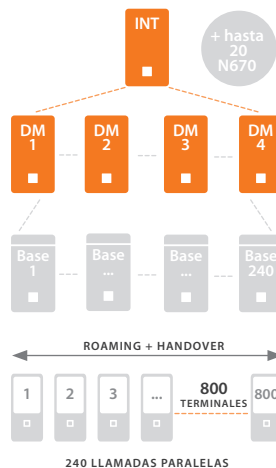 INT
+ hasta
20
N670
DM
1
DM
2
DM
3
DM
4
Base
1
Base
...
Base
...
Base
240
ROAMING + HANDOVER
1
2
3
...
800
TERMINALES
800
240 LLAMADAS PARALELAS